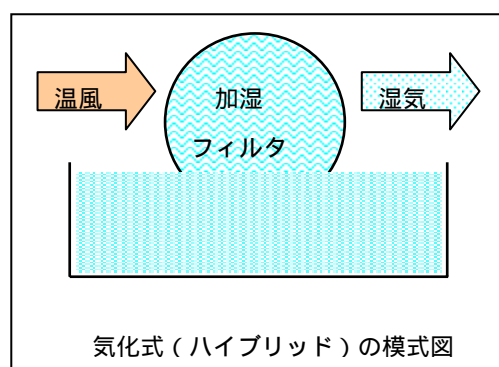 温風
加湿
フィルタ
湿気
気化式(ハイブリッド)の模式図